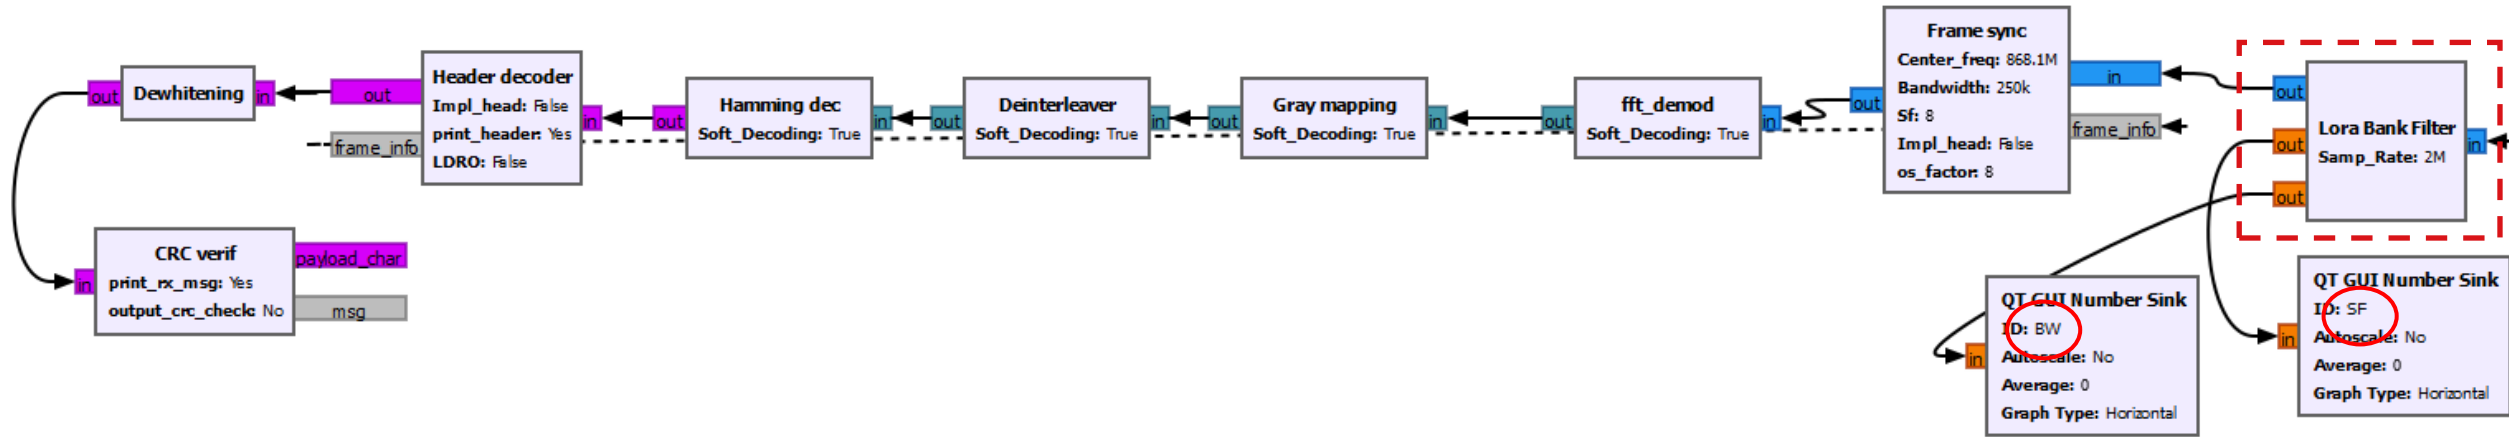 out
Dewhitening
in
out
frame_info
Header decoder
Impl_head: False
print_header: Yes
LDRO: False
in
out
Hamming dec
Soft_Decoding: True
in
out
Deinterleaver
Soft_Decoding: True
in
out
Gray mapping
Soft_Decoding: True
in
out
fft_demod
Soft_Decoding: True
in
out
Frame sync
Center_freq: 868.1M
Bandwidth: 250k
Sf: 8
Impl_head: False
os_factor: 8
in
frame_info
out
out
out
Lora Bank Filter
Samp_Rate: 2M
in
in
CRC verif
print_rx_msg: Yes
output_crc_check: No
payload_char
msg
in
QT GUI Number Sink
ID: BW
Autoscale: No
Average: 0
Graph Type: Horizontal
in
QT GUI Number Sink
ID: SF
Autoscale: No
Average: 0
Graph Type: Horizontal